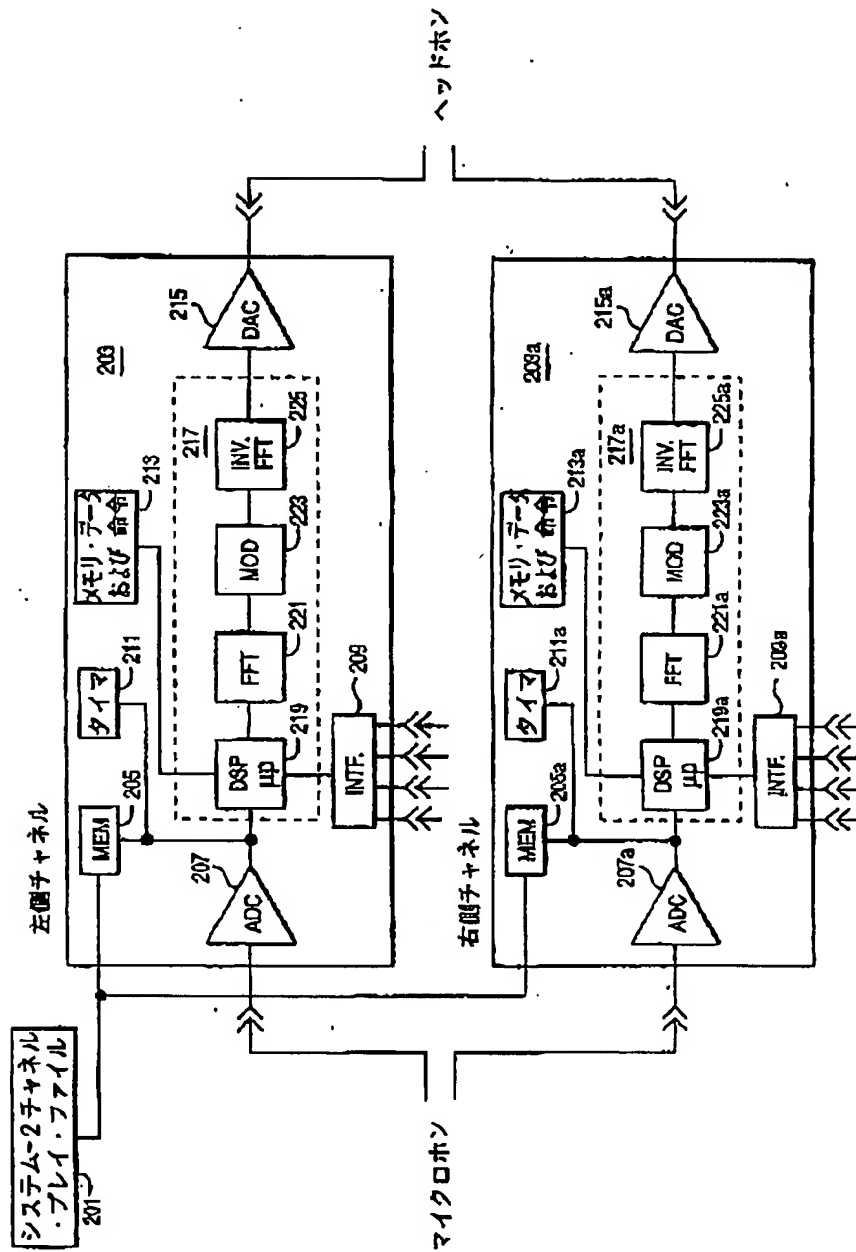 システム-2チャネル
・プレイ・ファイル
201
左側チャネル
203
MEM
205
タイマ
211
メモリ・データ
および 命令
213
215
DAC
217
ADC
207
DSP
μp
219
FFT
221
MOD
223
INV.
FFT
225
INTF.
209
マイクロホン
ヘッドホン
右側チャネル
203a
MEM
205a
タイマ
211a
メモリ・データ
および 命令
213a
215a
DAC
217a
ADC
207a
DSP
μp
219a
FFT
221a
MOD
223a
INV.
FFT
225a
INTF.
209a